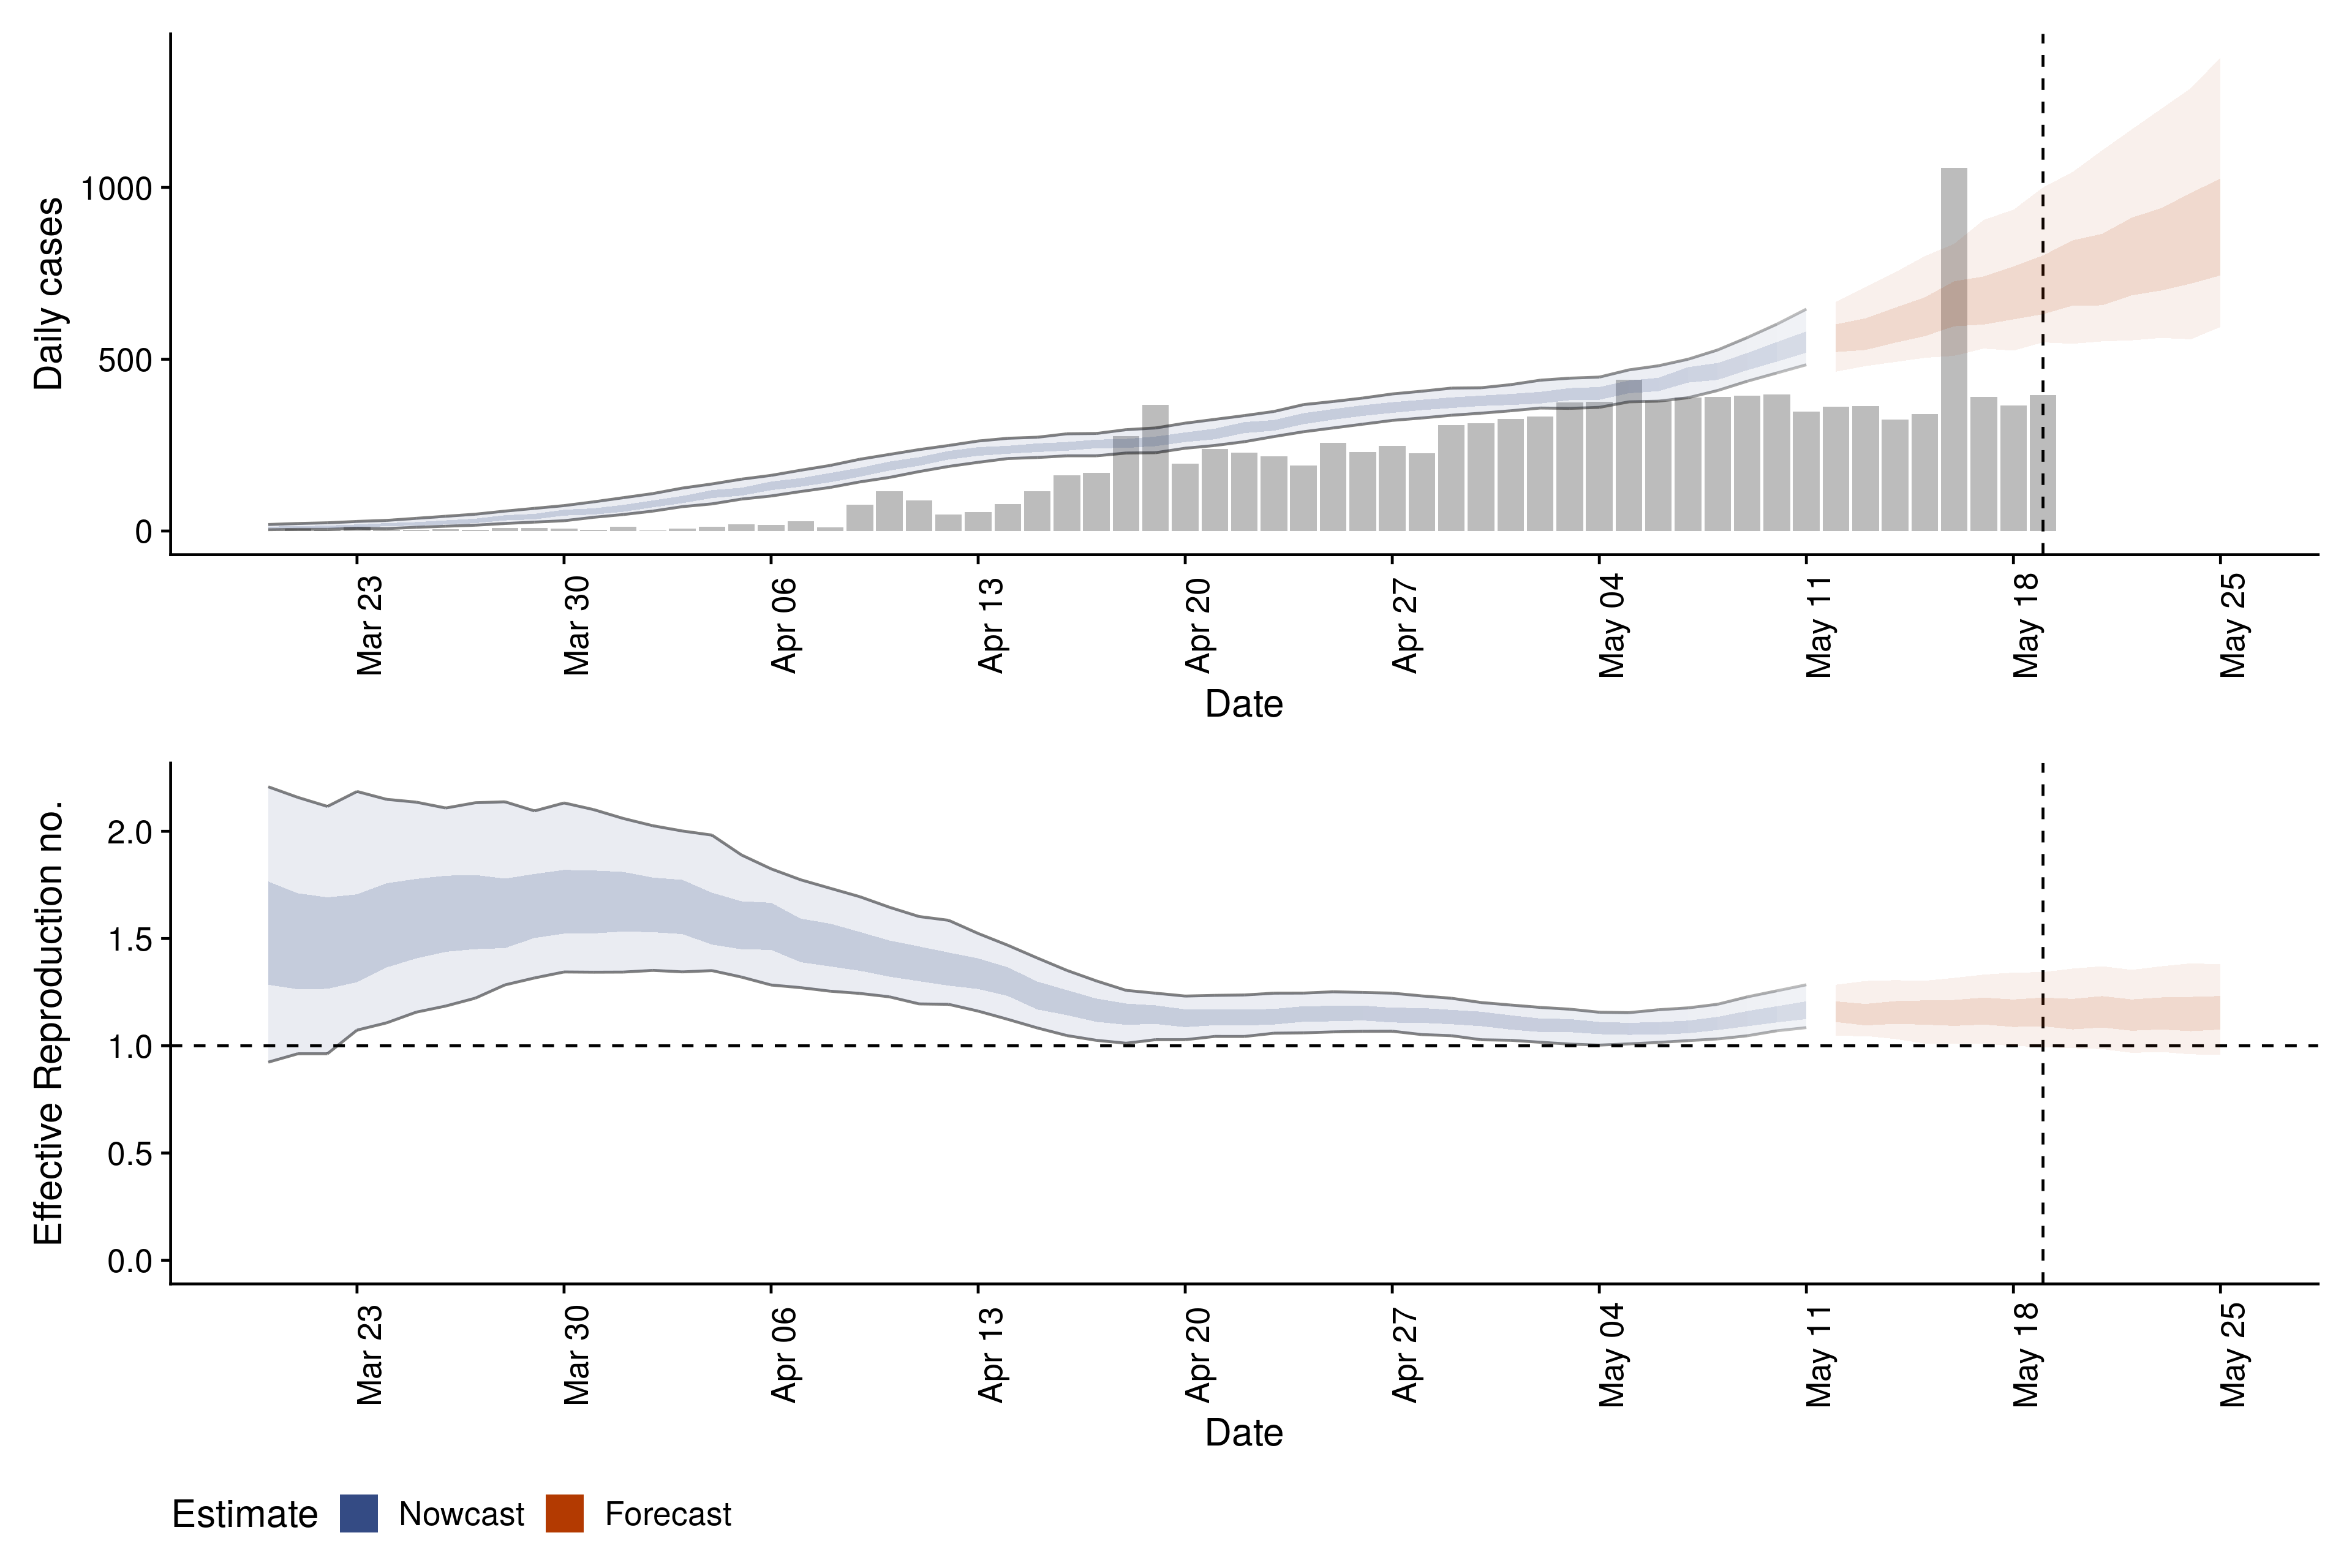 Daily cases
1000
500
0
Mar 23
Mar 30
Apr 06
Apr 13
Apr 20
Apr 27
May 04
May 11
May 18
May 25
Date
Effective Reproduction no.
2.0
1.5
1.0
0.5
0.0
Mar 23
Mar 30
Apr 06
Apr 13
Apr 20
Apr 27
May 04
May 11
May 18
May 25
Date
Estimate Nowcast Forecast